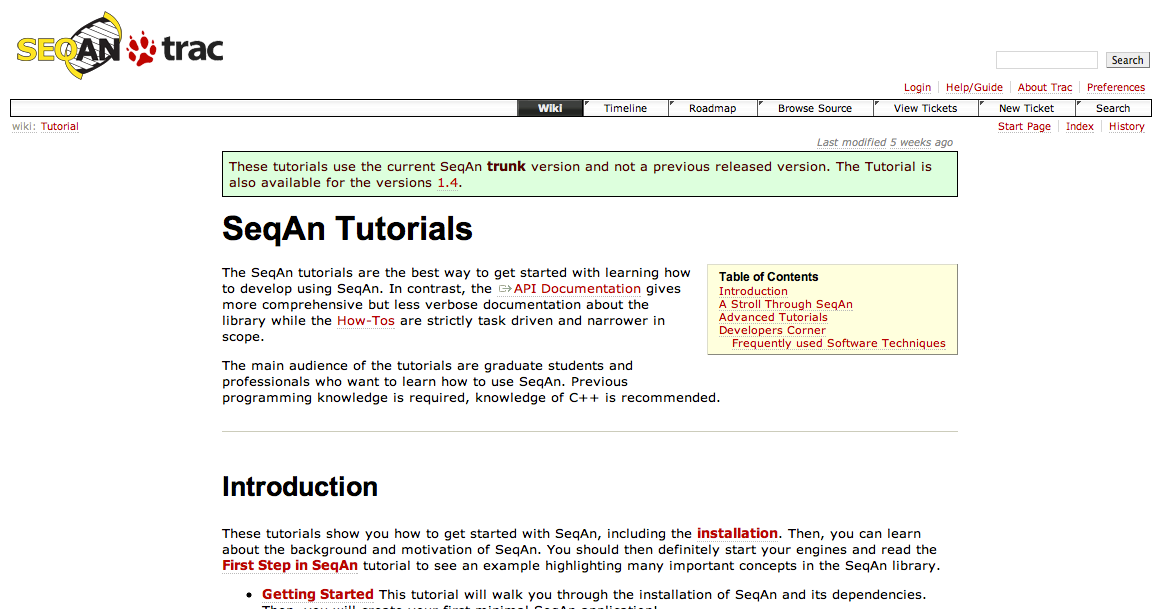 SEQAN trac
Search
Login Help/Guide About Trac Preferences
Wiki Timeline Roadmap Browse Source View Tickets New Ticket Search
wiki: Tutorial
Start Page Index History
Last modified 5 weeks ago
These tutorials use the current SeqAn trunk version and not a previous released version. The Tutorial is
also available for the versions 1.4.
SeqAn Tutorials
The SeqAn tutorials are the best way to get started with learning how
to develop using SeqAn. In contrast, the API Documentation gives
more comprehensive but less verbose documentation about the
library while the How-Tos are strictly task driven and narrower in
scope.
Table of Contents
Introduction
A Stroll Through SeqAn
Advanced Tutorials
Developers Corner
Frequently used Software Techniques
The main audience of the tutorials are graduate students and
professionals who want to learn how to use SeqAn. Previous
programming knowledge is required, knowledge of C++ is recommended.
Introduction
These tutorials show you how to get started with SeqAn, including the installation. Then, you can learn
about the background and motivation of SeqAn. You should then definitely start your engines and read the
First Step in SeqAn tutorial to see an example highlighting many important concepts in the SeqAn library.
• Getting Started This tutorial will walk you through the installation of SeqAn and its dependencies.
Then, you will create your first minimal SeqAn application!